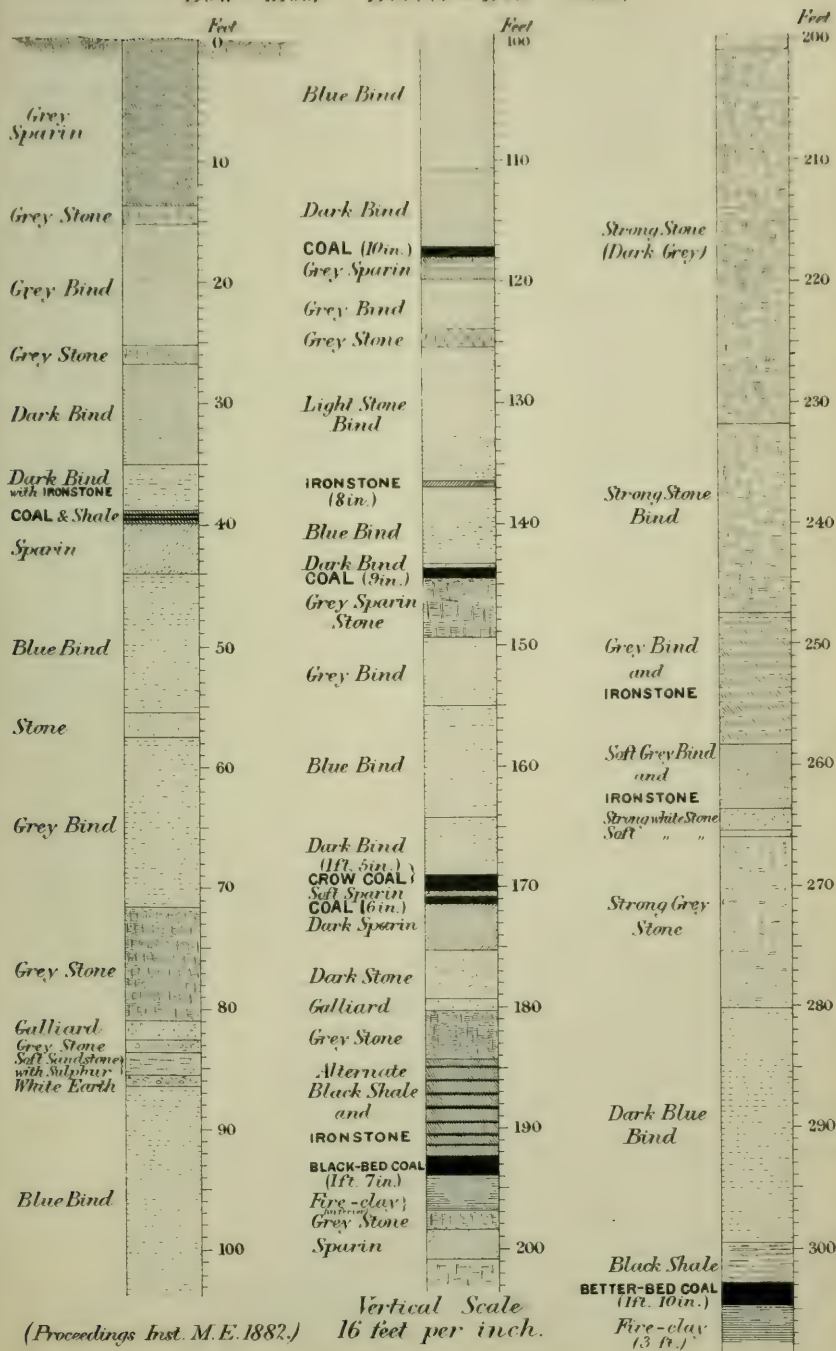 Feet
0
Grey
Sparin
10
Grey Stone
20
Grey Bind
Grey Stone
30
Dark Bind
Dark Bind
with IRONSTONE
COAL & Shale
40
Sparin
Blue Bind
50
Stone
60
Grey Bind
70
Grey Stone
80
Galliard
Grey Stone
Soft Sandstone
with Sulphur
White Earth
90
Blue Bind
100
Feet
100
Blue Bind
110
Dark Bind
COAL (10in.)
Grey Sparin
120
Grey Bind
Grey Stone
Light Stone
Bind
130
IRONSTONE
(8in.)
140
Blue Bind
Dark Bind
COAL (9in.)
Grey Sparin
Stone
150
Grey Bind
Blue Bind
160
Dark Bind
(1ft. 5in.)
CROW COAL
170
Soft Sparin
COAL (6in.)
Dark Sparin
Dark Stone
Galliard
180
Grey Stone
Alternate
Black Shale
and
IRONSTONE
190
BLACK-BED COAL
(1ft. 7in.)
Fire-clay
Grey Stone
Sparin
200
Feet
200
210
Strong Stone
(Dark Grey)
220
230
Strong Stone
Bind
240
Grey Bind
and
IRONSTONE
250
Soft Grey Bind
and
IRONSTONE
260
Strong white Stone
Soft " "
270
Strong Grey
Stone
280
Dark Blue
Bind
290
300
Black Shale
BETTER-BED COAL
(1ft. 10in.)
Fire-clay
(3 ft.)
Vertical Scale
(Proceedings Inst. M.E. 1882.) 16 feet per inch.